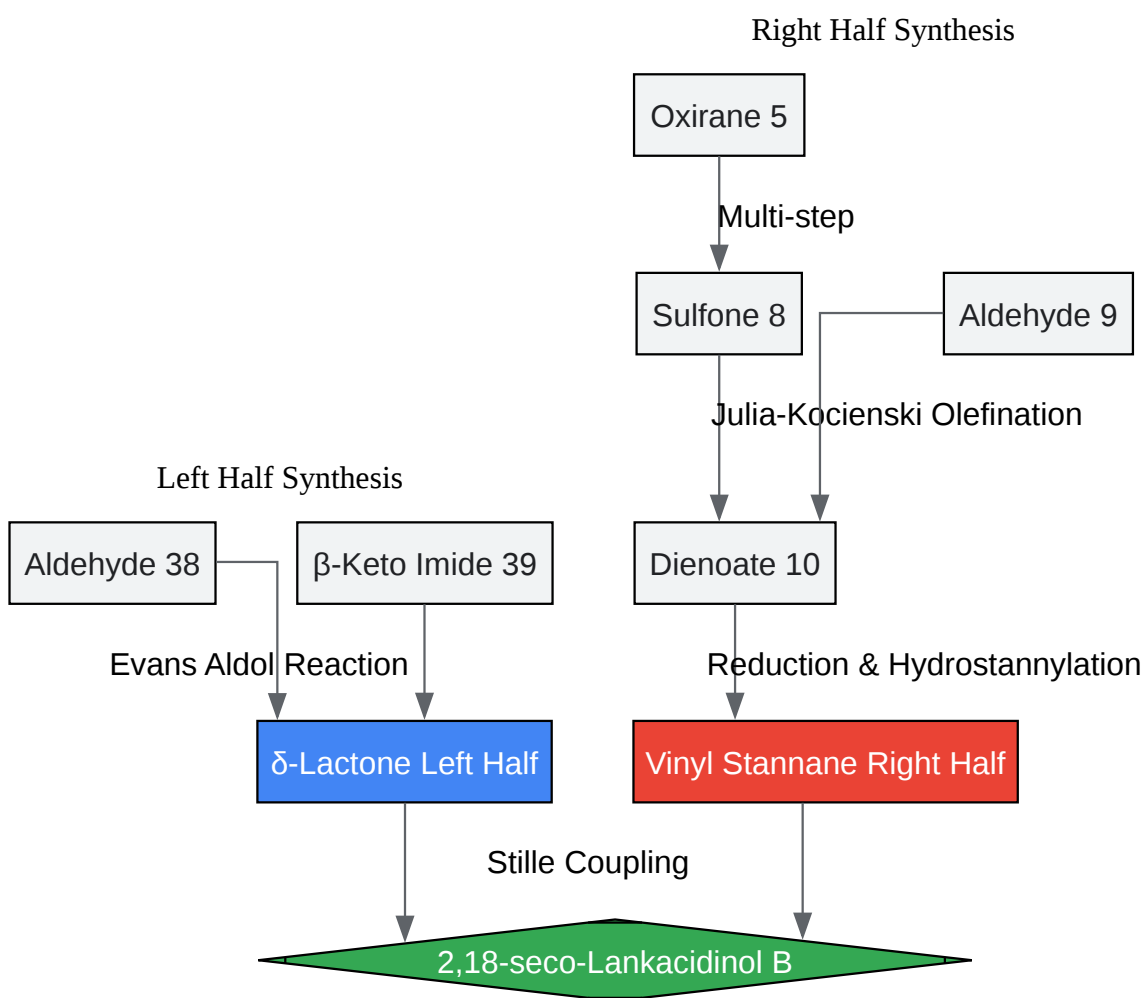 Right Half Synthesis
Oxirane 5
Multi-step
Sulfone 8
Aldehyde 9
Julia-Kocienski Olefination
Left Half Synthesis
Aldehyde 38
β-Keto Imide 39
Dienoate 10
Evans Aldol Reaction
Reduction & Hydrostannylation
δ-Lactone Left Half
Vinyl Stannane Right Half
Stille Coupling
2,18-seco-Lankacidinol B